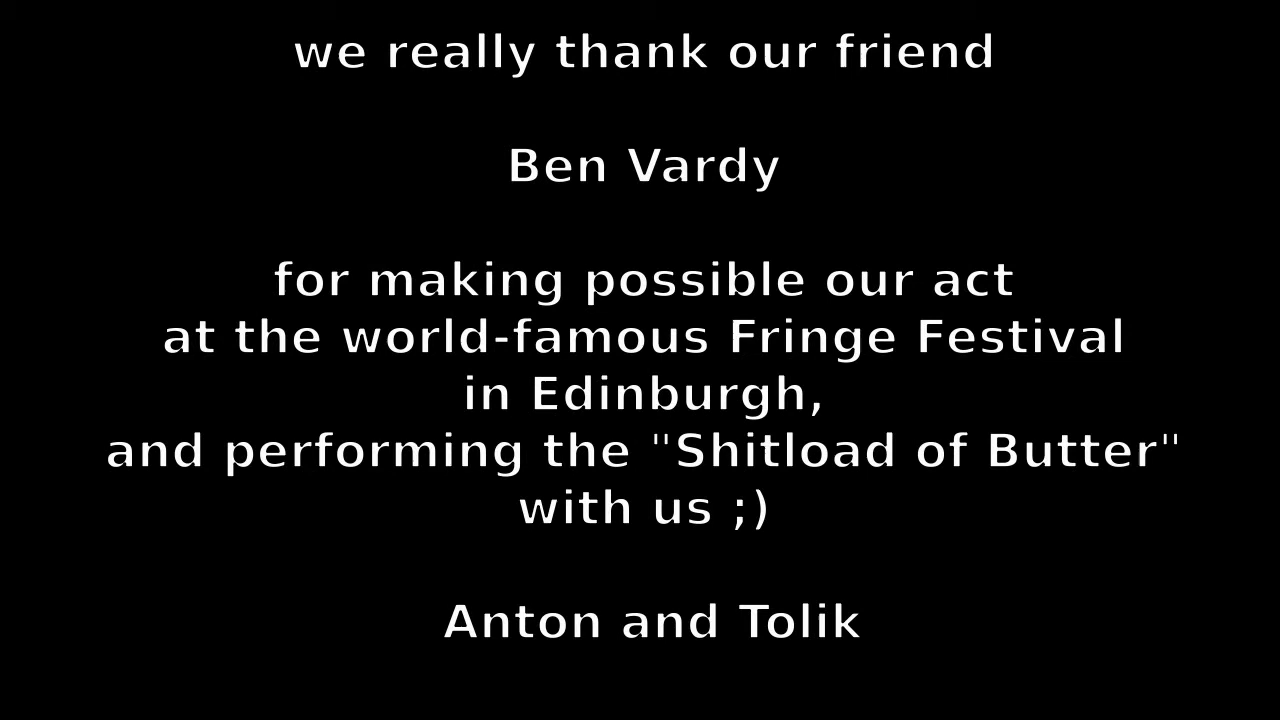 we really thank our friend
Ben Vardy
for making possible our act
at the world-famous Fringe Festival
in Edinburgh,
and performing the "Shitload of Butter"
with us ;)
Anton and Tolik